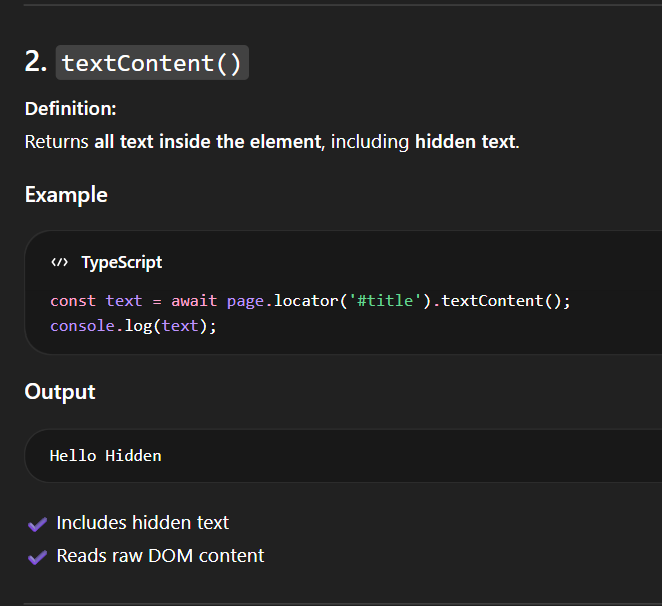 2. textContent()
Definition:
Returns all text inside the element, including hidden text.
Example
</> TypeScript
const text = await page.locator('#title').textContent();
console.log(text);
Output
Hello Hidden
✔ Includes hidden text
✔ Reads raw DOM content